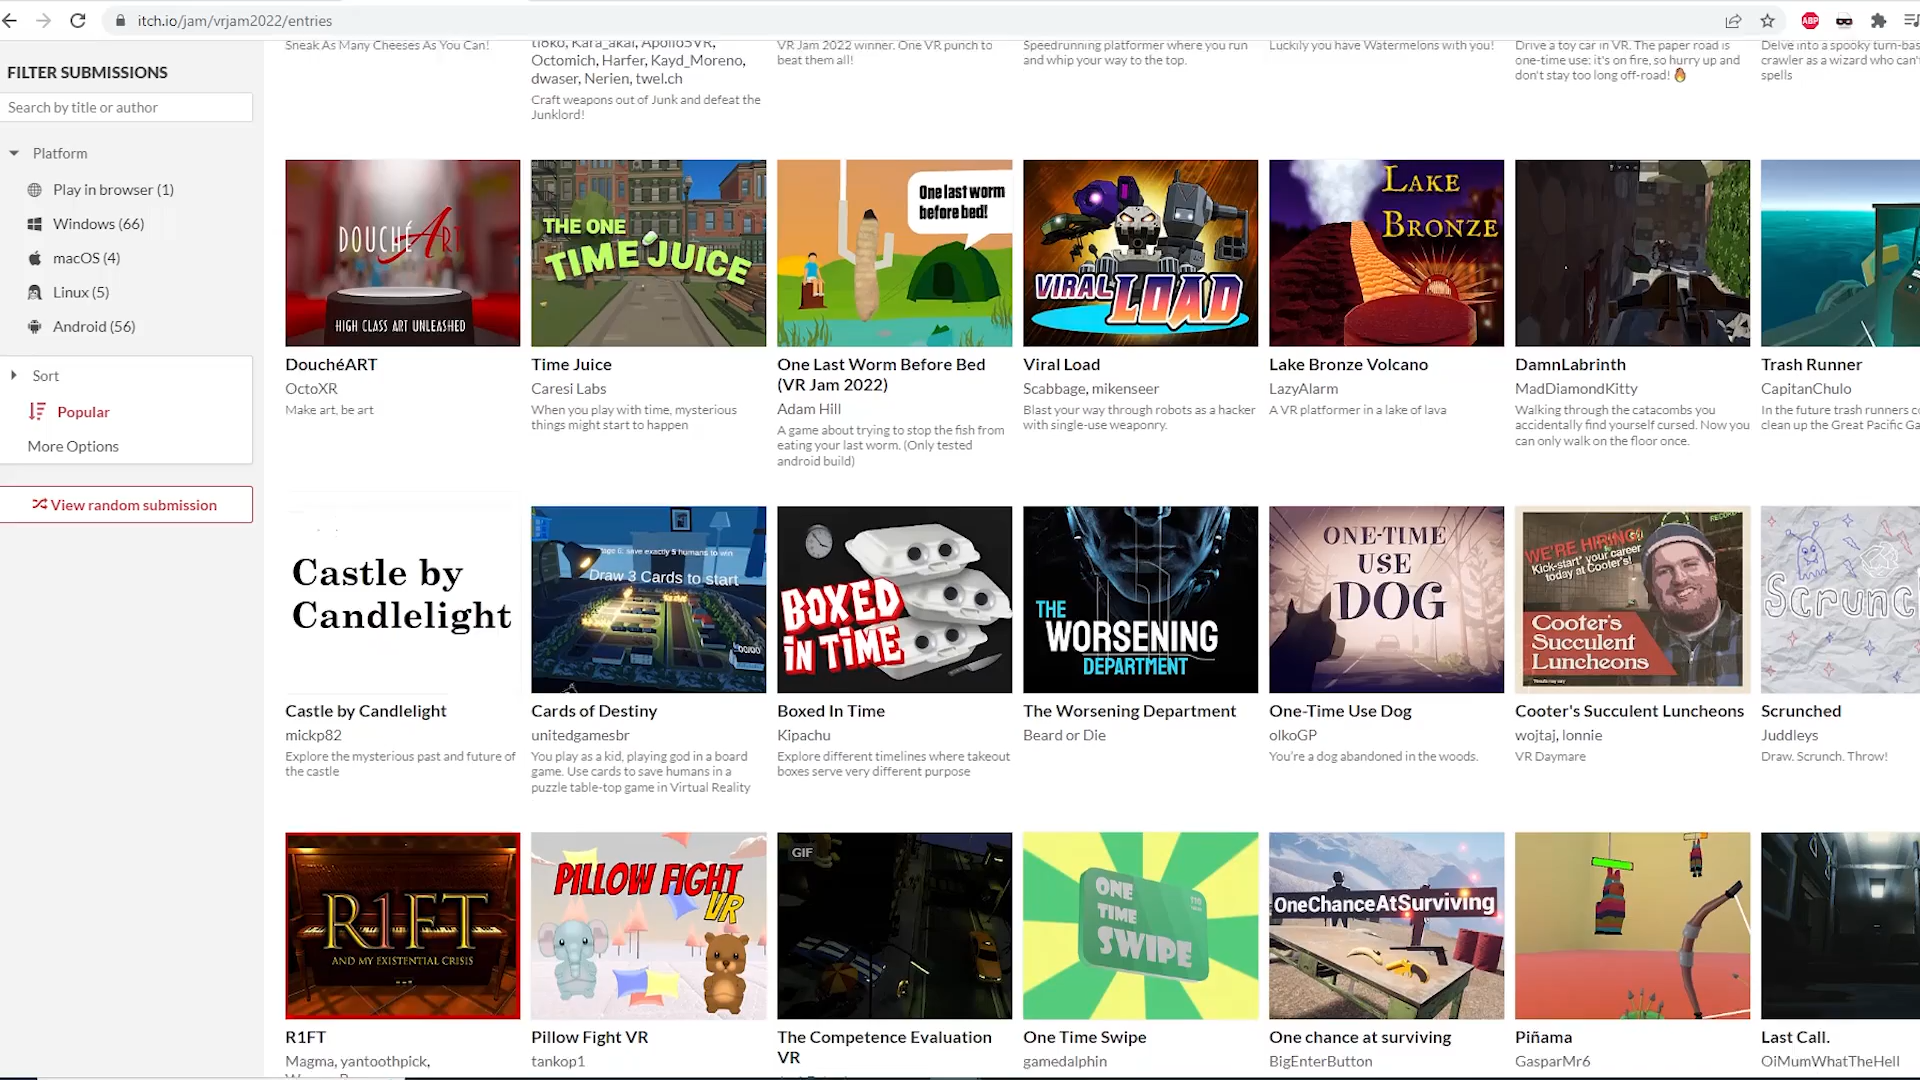 itch.io/jam/vrjam2022/entries
ABP
FILTER SUBMISSIONS
Search by title or author
Platform
Play in browser (1)
Windows (66)
macOS (4)
Linux (5)
Android (56)
Sort
Popular
More Options
View random submission
Sneak As Many Cheeses As You Can!
tl6k0, Kara_akai, Apollo5VR,
Octomich, Harfer, Kayd_Moreno,
dwaser, Nerien, twel.ch
Craft weapons out of Junk and defeat the
Junklord!
VR Jam 2022 winner. One VR punch to
beat them all!
Speedrunning platformer where you run
and whip your way to the top.
Luckily you have Watermelons with you!
Drive a toy car in VR. The paper road is
one-time use: it's on fire, so hurry up and
don't stay too long off-road!
Delve into a spooky turn-bas
crawler as a wizard who can'
spells
DOUCHÉ ART
HIGH CLASS ART UNLEASHED
DouchéART
OctoXR
Make art, be art
THE ONE
TIME JUICE
Time Juice
Caresi Labs
When you play with time, mysterious
things might start to happen
One last worm
before bed!
One Last Worm Before Bed
(VR Jam 2022)
Adam Hill
A game about trying to stop the fish from
eating your last worm. (Only tested
android build)
VIRAL LOAD
Viral Load
Scabbage, mikenseer
Blast your way through robots as a hacker
with single-use weaponry.
LAKE
BRONZE
Lake Bronze Volcano
LazyAlarm
A VR platformer in a lake of lava
DamnLabrinth
MadDiamondKitty
Walking through the catacombs you
accidentally find yourself cursed. Now you
can only walk on the floor once.
Trash Runner
CapitanChulo
In the future trash runners c
clean up the Great Pacific Ga
Castle by
Candlelight
Castle by Candlelight
mickp82
Explore the mysterious past and future of
the castle
save exactly 5 humans to win
Draw 3 Cards to start
00:00
Cards of Destiny
unitedgamesbr
You play as a kid, playing god in a board
game. Use cards to save humans in a
puzzle table-top game in Virtual Reality
BOXED
IN TIME
Boxed In Time
Kipachu
Explore different timelines where takeout
boxes serve very different purpose
THE
WORSENING
DEPARTMENT
The Worsening Department
Beard or Die
ONE-TIME
USE
DOG
One-Time Use Dog
olkoGP
You're a dog abandoned in the woods.
WE'RE HIRING!
Kick-start* your career
today at Cooter's!
RECORD
Cooter's
Succulent
Luncheons
*Results may vary
Cooter's Succulent Luncheons
wojtaj, lonnie
VR Daymare
Scrunc
Scrunched
Juddleys
Draw. Scrunch. Throw!
R1FT
AND MY EXISTENTIAL CRISIS
R1FT
Magma, yantoothpick,
PILLOW FIGHT
VR
Pillow Fight VR
tankop1
GIF
The Competence Evaluation
VR
ONE
TIME
SWIPE
One Time Swipe
gamedalphin
OneChanceAtSurviving
One chance at surviving
BigEnterButton
Piñama
GasparMr6
Last Call.
OiMumWhatTheHell